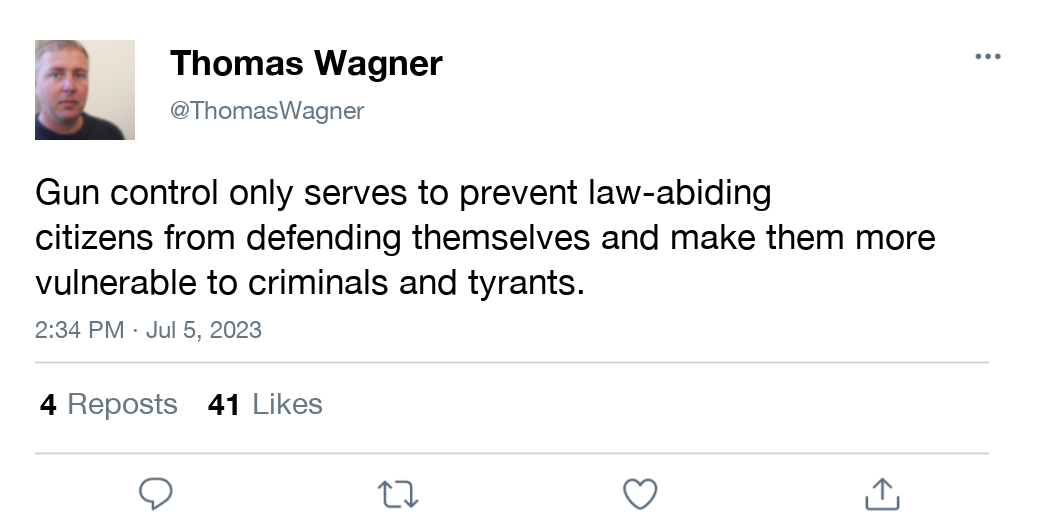 Thomas Wagner
@ThomasWagner
Gun control only serves to prevent law-abiding
citizens from defending themselves and make them more
vulnerable to criminals and tyrants.
2:34 PM · Jul 5, 2023
4 Reposts 41 Likes